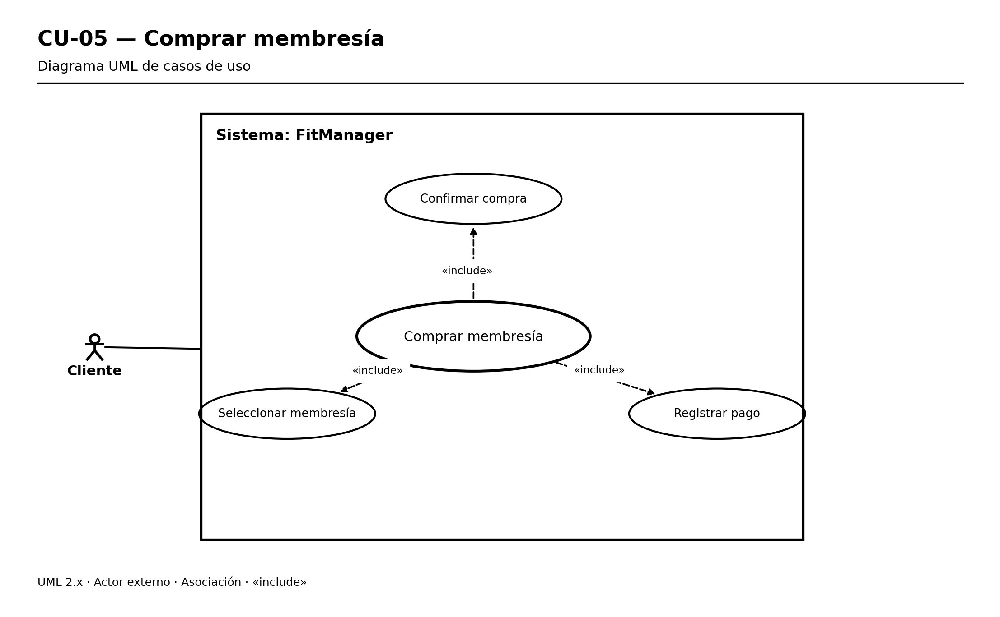 CU-05 — Comprar membresía
Diagrama UML de casos de uso
Sistema: FitManager
Confirmar compra
«include»
Comprar membresía
«include»
«include»
Cliente
Seleccionar membresía
Registrar pago
UML 2.x · Actor externo · Asociación · «include»